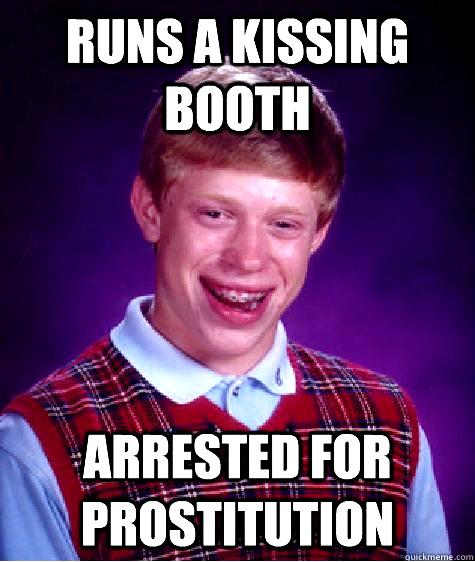 RUNS A KISSING
BOOTH
ARRESTED FOR
PROSTITUTION
quickmeme.com